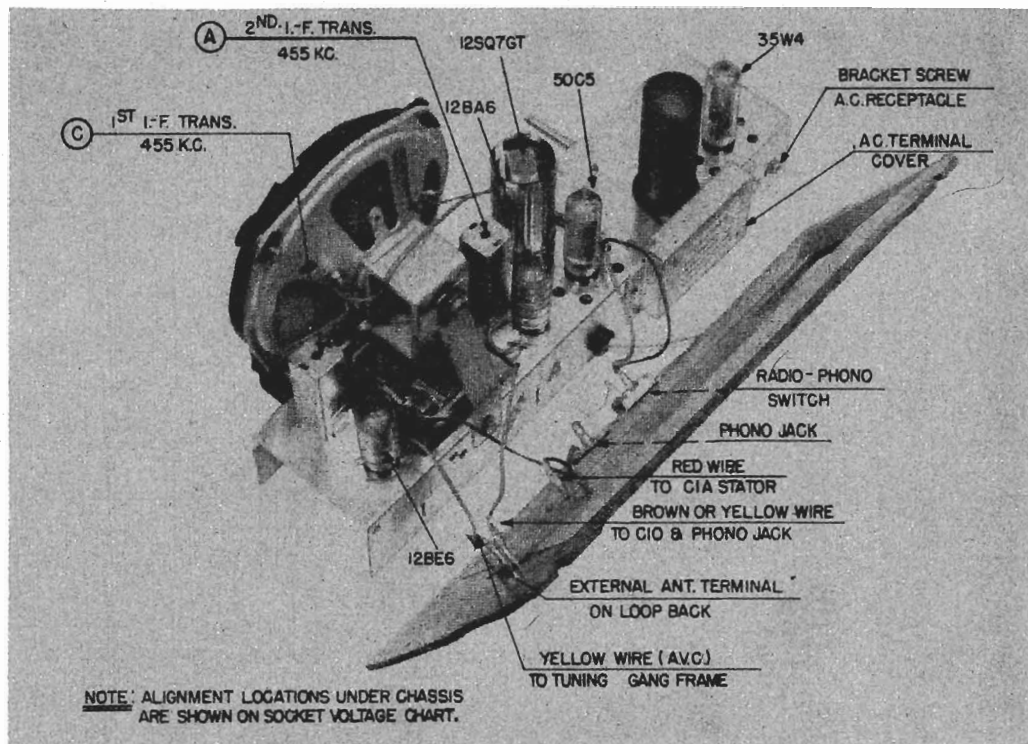 A
2ND. I.-F. TRANS.
455 KC.
12SQ7GT
35W4
50C5
12BA6
BRACKET SCREW
A.C. RECEPTACLE
C
1ST I.-F. TRANS.
455 K.C.
A.C. TERMINAL
COVER
RADIO - PHONO
SWITCH
PHONO JACK
RED WIRE
TO C1A STATOR
BROWN OR YELLOW WIRE
TO C10 & PHONO JACK
12BE6
EXTERNAL ANT. TERMINAL
ON LOOP BACK
YELLOW WIRE (A.V.C.)
TO TUNING GANG FRAME
NOTE: ALIGNMENT LOCATIONS UNDER CHASSIS
ARE SHOWN ON SOCKET VOLTAGE CHART.